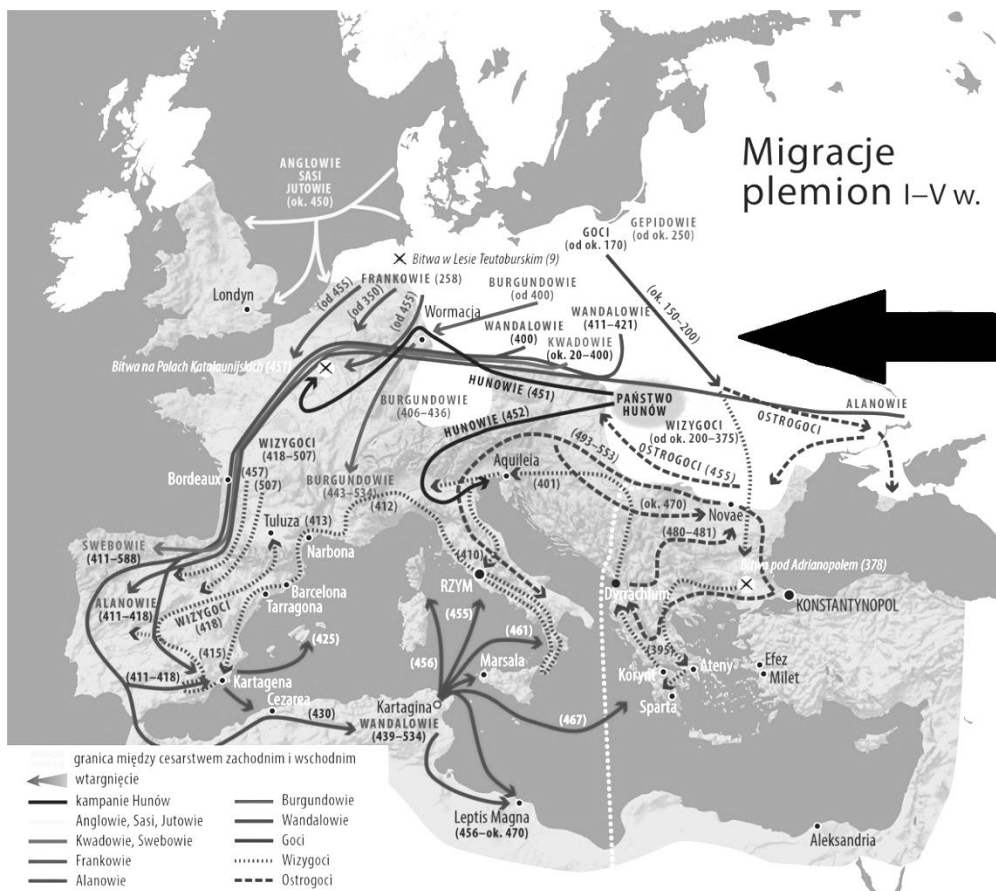 Migracje
plemion I–V w.
ANGLOWIE
SASI
JUTOWIE
(ok. 450)
GEPIDOWIE
(od ok. 250)
GOCI
(od ok. 170)
Bitwa w Lesie Teutoburskim (9)
FRANKOWIE (258)
BURGUNDOWIE
(od 400)
Londyn
(od 455)
(od 350)
(od 455)
Wormacja
WANDALOWIE
(400)
WANDALOWIE
(411–421)
KWADOWIE
(ok. 20–400)
(ok. 150–200)
Bitwa na Polach Katalaunijskich (451)
HUNOWIE (451)
BURGUNDOWIE
(406–436)
HUNOWIE (452)
PAŃSTWO
HUNÓW
ALANOWIE
OSTROGOCI
WIZYGOCI
(od ok. 200–375)
WIZYGOCI
(418–507)
(493–553)
OSTROGOCI (455)
Aquileia
(401)
Bordeaux
(457
507)
BURGUNDOWIE
(443–534)
(412)
(ok. 470)
Novae
(480–481)
Tuluza
(413)
Narbona
SWEBOWIE
(411–588)
(410)
RZYM
Bitwa pod Adrianopolem (378)
Dyrrachium
KONSTANTYNOPOL
Barcelona
Tarragona
ALANOWIE
(411–418)
WIZYGOCI
(418)
(425)
(455)
(461)
(395)
(415)
(456)
Marsala
Korynt
Ateny
Efez
Milet
(411–418)
Kartagena
Sparta
Cezarea
(430)
Kartagina
WANDALOWIE
(439–534)
(467)
Leptis Magna
(456–ok. 470)
Aleksandria
granica między cesarstwem zachodnim i wschodnim
wtargnięcie
kampanie Hunów
Anglowie, Sasi, Jutowie
Kwadowie, Swebowie
Frankowie
Alanowie
Burgundowie
Wandalowie
Goci
Wizygoci
Ostrogoci